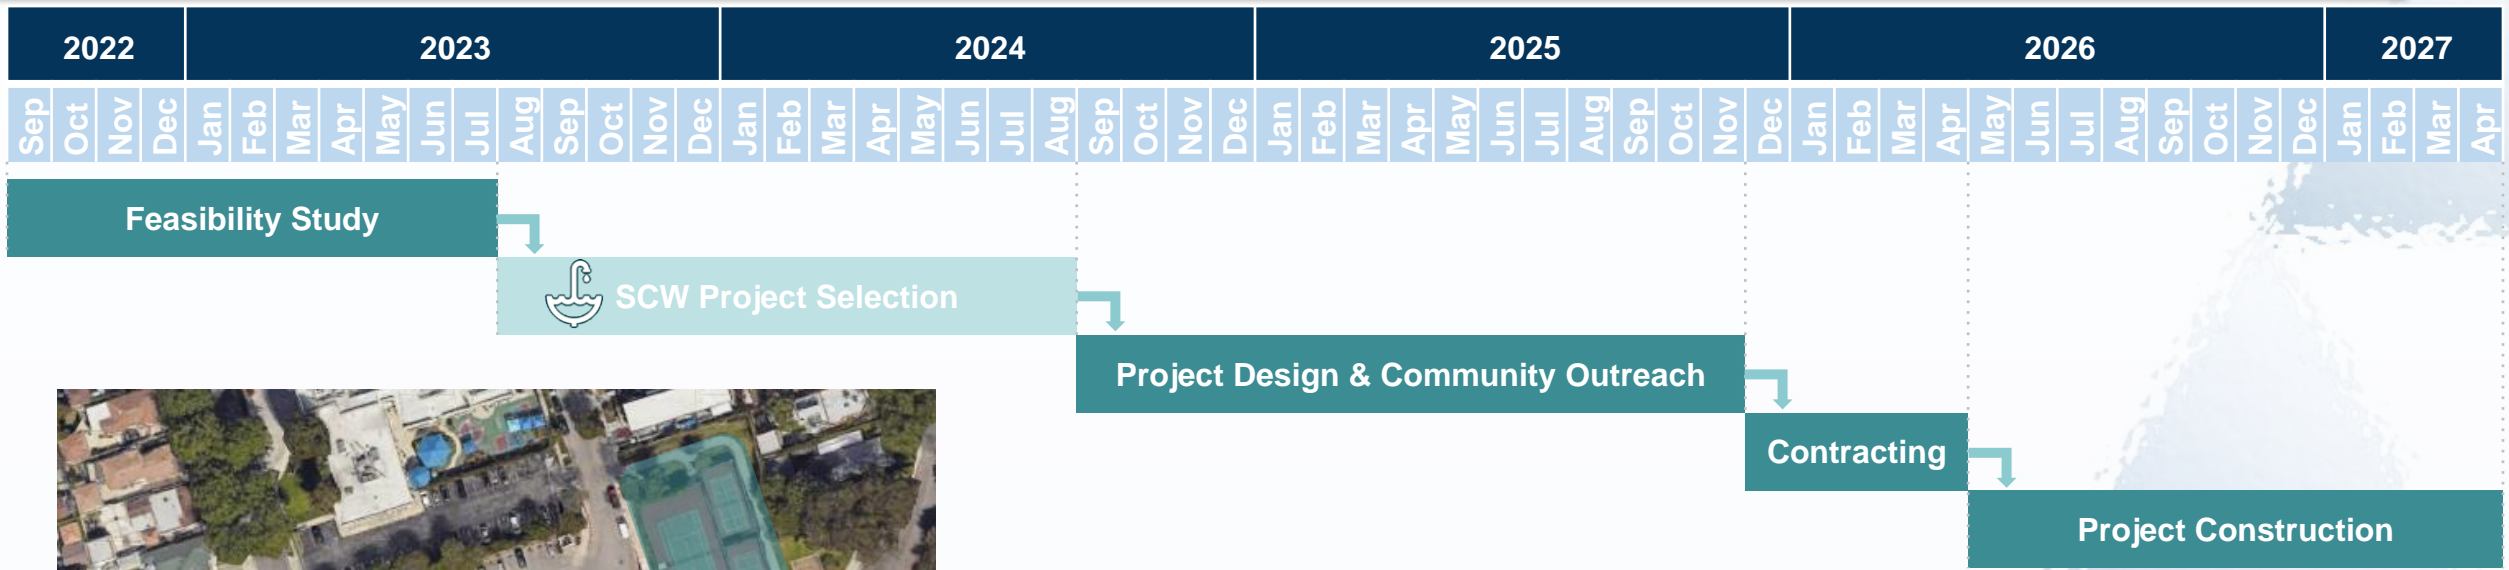 2022 2023 2024 2025 2026 2027
Sep Oct Nov Dec Jan Feb Mar Apr May Jun Jul Aug Sep Oct Nov Dec Jan Feb Mar Apr May Jun Jul Aug Sep Oct Nov Dec Jan Feb Mar Apr May Jun Jul Aug Sep Oct Nov Dec Jan Feb Mar Apr May Jun Jul Aug Sep Oct Nov Dec Jan Feb Mar Apr
Feasibility Study
SCW Project Selection
Project Design & Community Outreach
Contracting
Project Construction